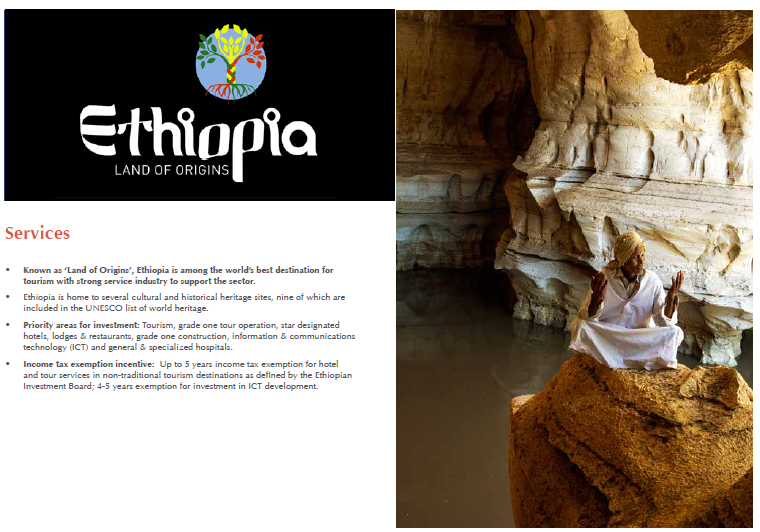 Ethiopia
LAND OF ORIGINS
Services
• Known as ‘Land of Origins’, Ethiopia is among the world’s best destination for
tourism with strong service industry to support the sector.
• Ethiopia is home to several cultural and historical heritage sites, nine of which are
included in the UNESCO list of world heritage.
• Priority areas for investment: Tourism, grade one tour operation, star designated
hotels, lodges & restaurants, grade one construction, information & communications
technology (ICT) and general & specialized hospitals.
• Income tax exemption incentive: Up to 5 years income tax exemption for hotel
and tour services in non-traditional tourism destinations as defined by the Ethiopian
Investment Board; 4-5 years exemption for investment in ICT development.